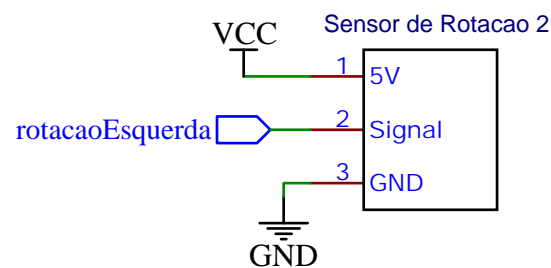 Sensor de Rotacao 2
VCC
1 5V
rotacaoEsquerda 2 Signal
3 GND
GND